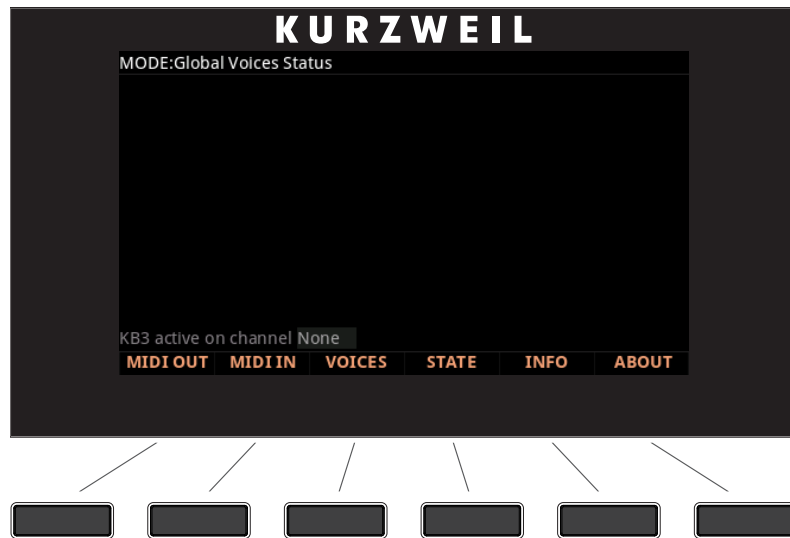 KURZWEIL
MODE:Global Voices Status
KB3 active on channel None
MIDI OUT MIDI IN VOICES STATE INFO ABOUT